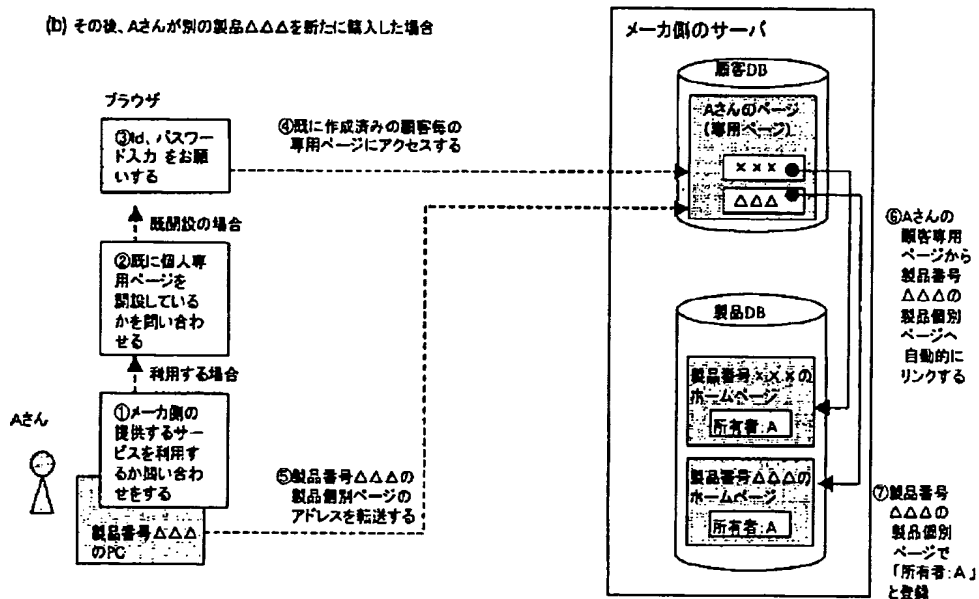 (b) その後、Aさんが別の製品△△△を新たに購入した場合
メーカ側のサーバ
顧客DB
Aさんのページ
(専用ページ)
×××
△△△
ブラウザ
③Id、パスワー
ド入力 をお願
いする
④既に作成済みの顧客毎の
専用ページにアクセスする
既開設の場合
②既に個人専
用ページを
開設している
かを問い合わ
せる
利用する場合
①メーカ側の
提供するサー
ビスを利用す
るか問い合わ
せをする
Aさん
製品番号△△△
のPC
⑤製品番号△△△の
製品個別ページの
アドレスを転送する
⑥Aさんの
顧客専用
ページから
製品番号
△△△の
製品個別
ページへ
自動的に
リンクする
製品DB
製品番号×××の
ホームページ
所有者:A
製品番号△△△の
ホームページ
所有者:A
⑦製品番号
△△△の
製品個別
ページで
「所有者:A」
と登録